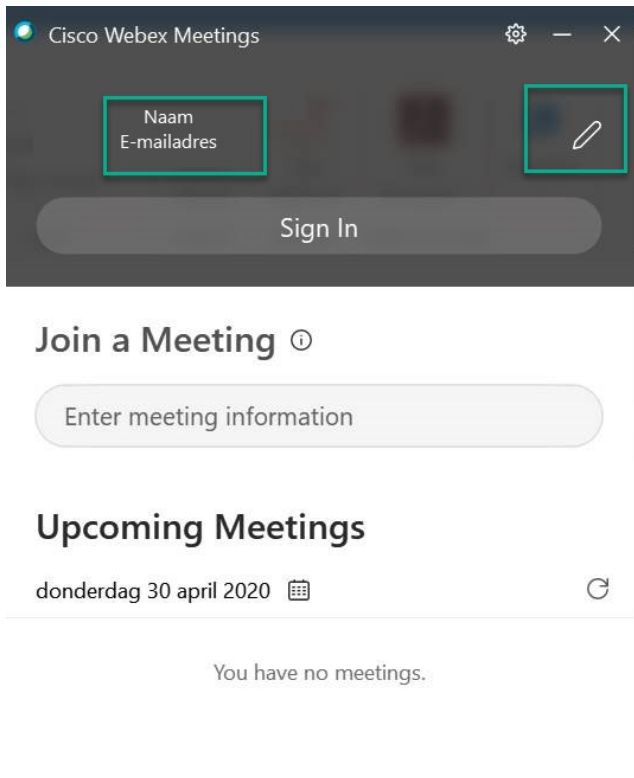 Cisco Webex Meetings
Naam
E-mailadres
Sign In
Join a Meeting
Enter meeting information
Upcoming Meetings
donderdag 30 april 2020
You have no meetings.